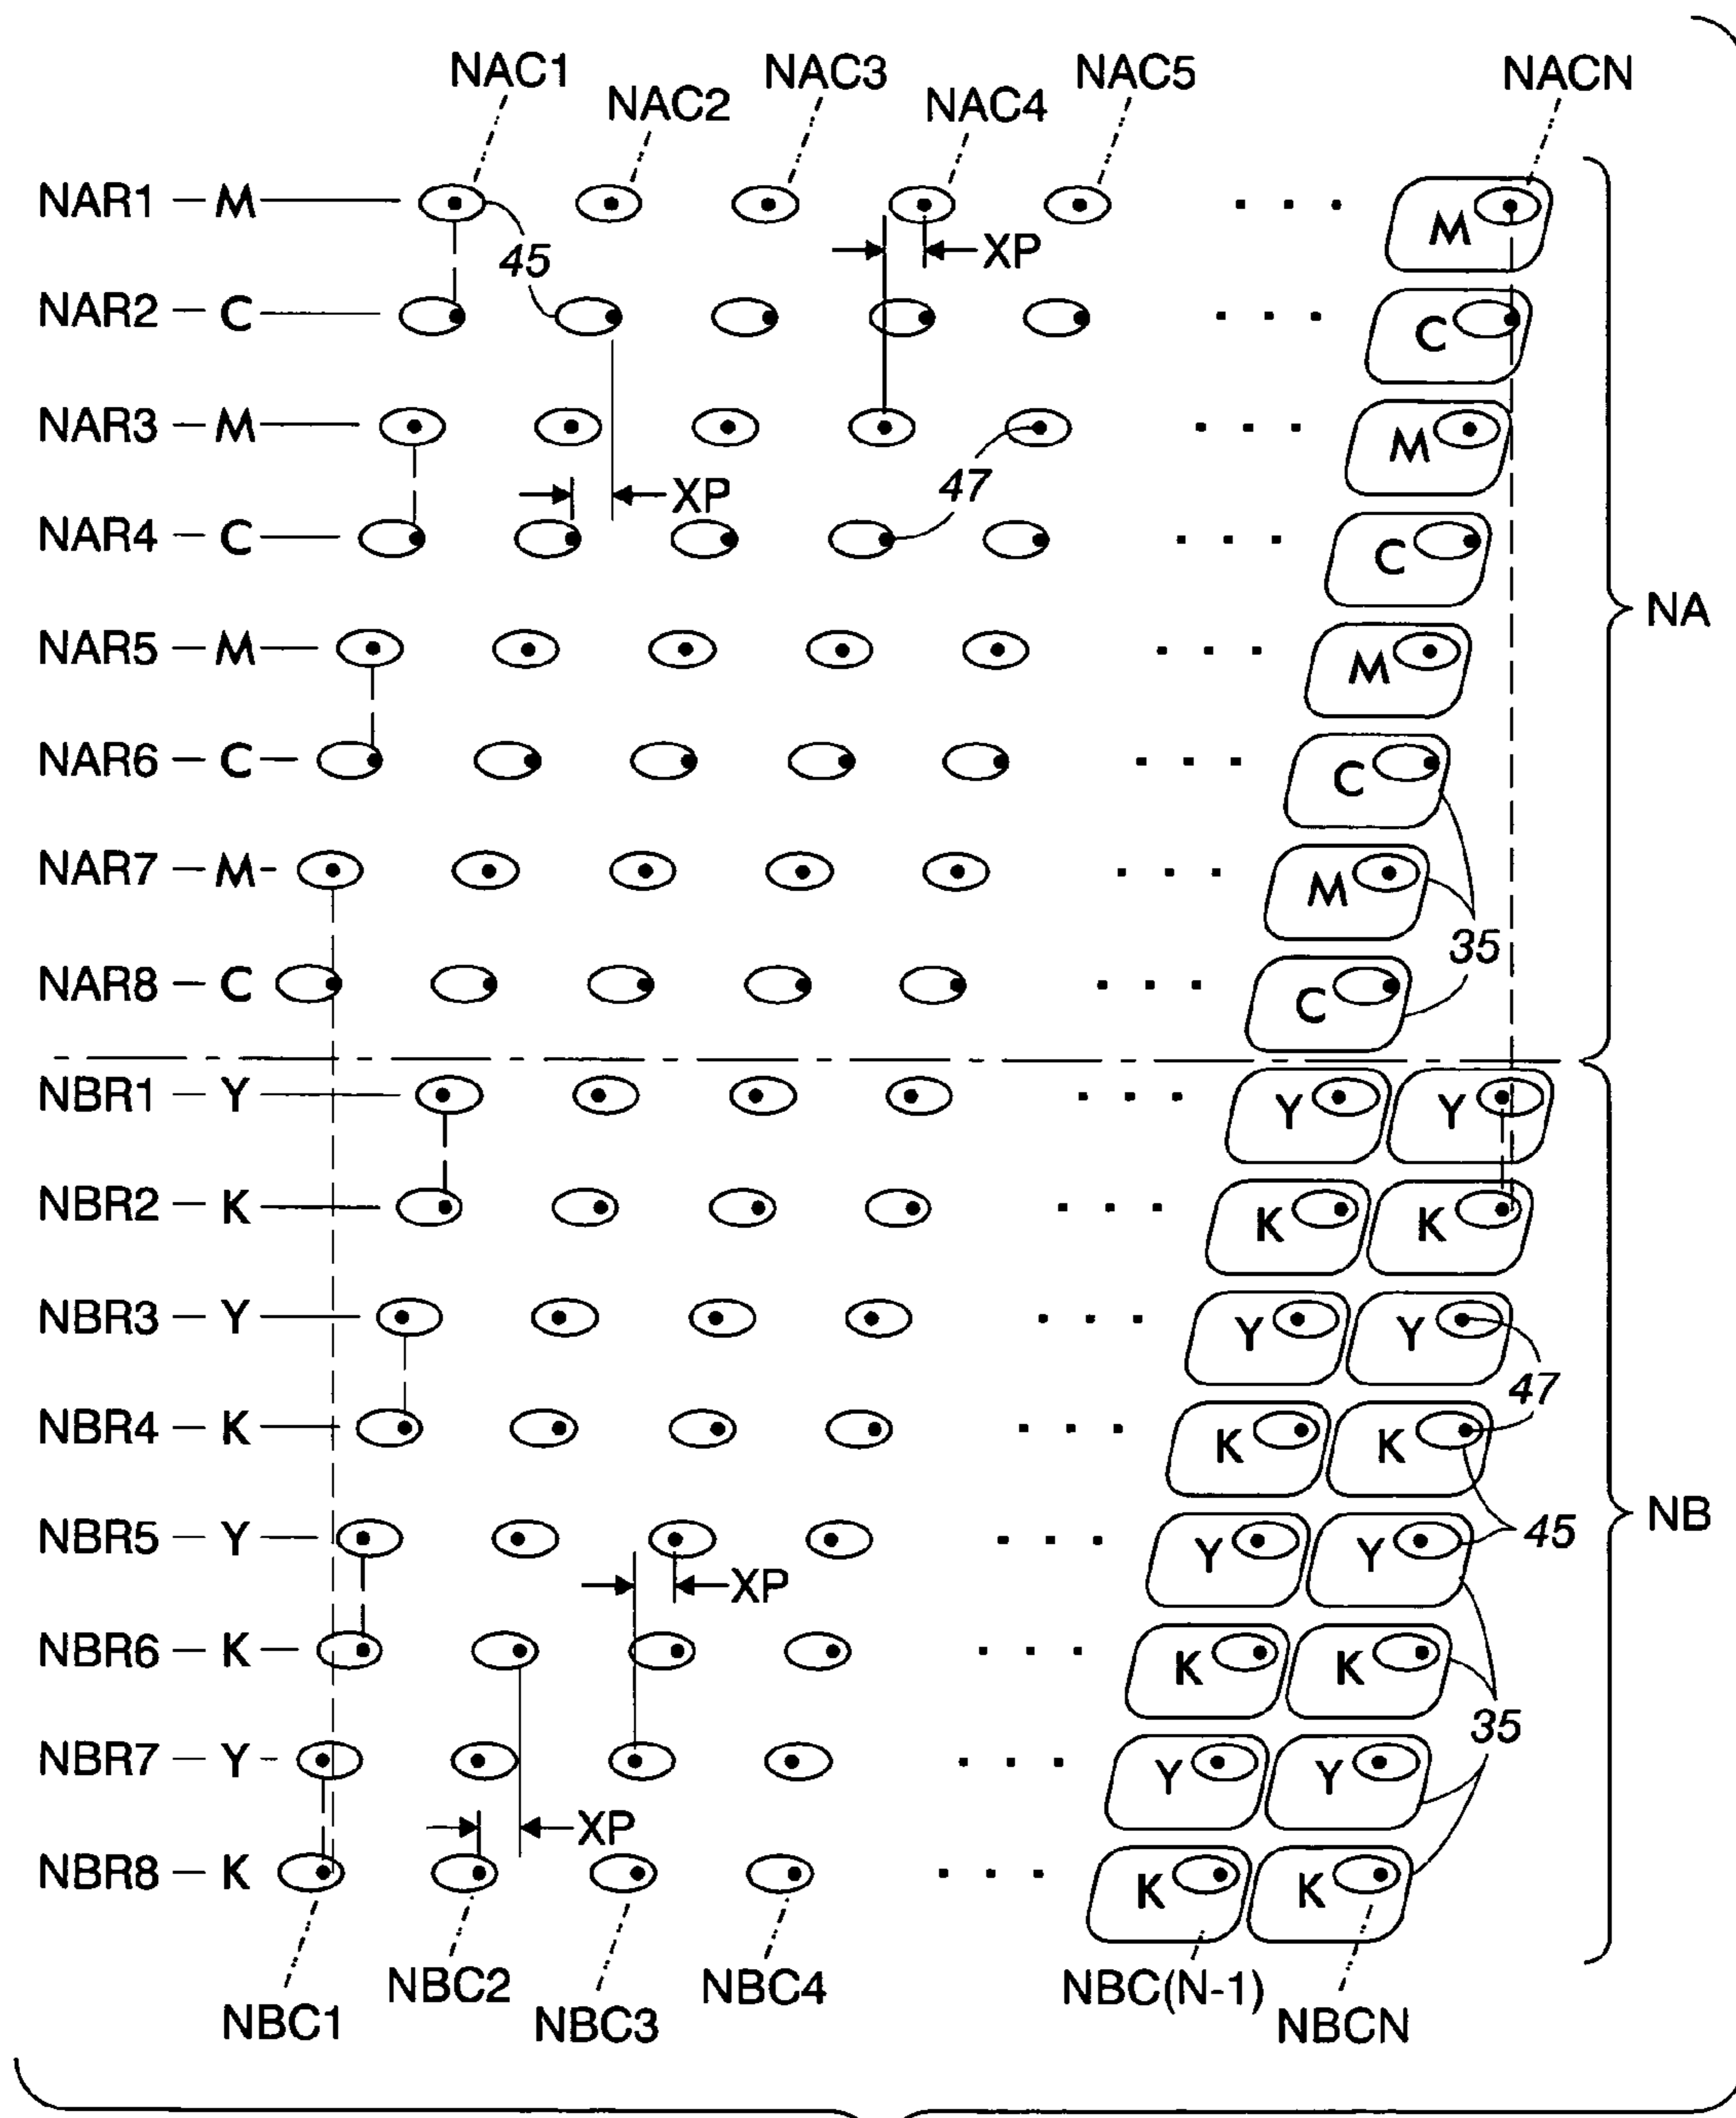 NAC1 NAC3 NAC5 NACN
NAC2 NAC4
NAR1 — M
M
45 XP
NAR2 — C
C
NAR3 — M
M
XP 47
NAR4 — C
C
NA
NAR5 — M
M
NAR6 — C
C
NAR7 — M
M
35
NAR8 — C
C
NBR1 — Y
Y Y
NBR2 — K
K K
NBR3 — Y
Y Y
47
NBR4 — K
K K
NBR5 — Y
Y Y
45 NB
XP
NBR6 — K
K K
35
NBR7 — Y
Y Y
XP
NBR8 — K
K K
NBC2 NBC4 NBC(N-1)
NBC1 NBC3 NBCN